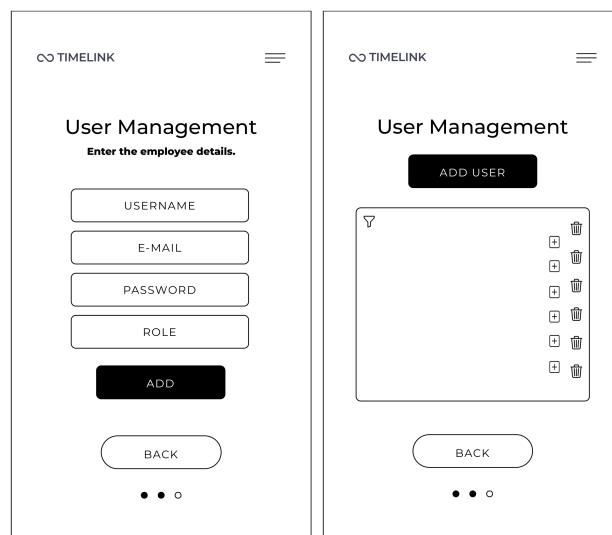 TIMELINK
User Management
Enter the employee details.
USERNAME
E-MAIL
PASSWORD
ROLE
ADD
BACK
TIMELINK
User Management
ADD USER
BACK